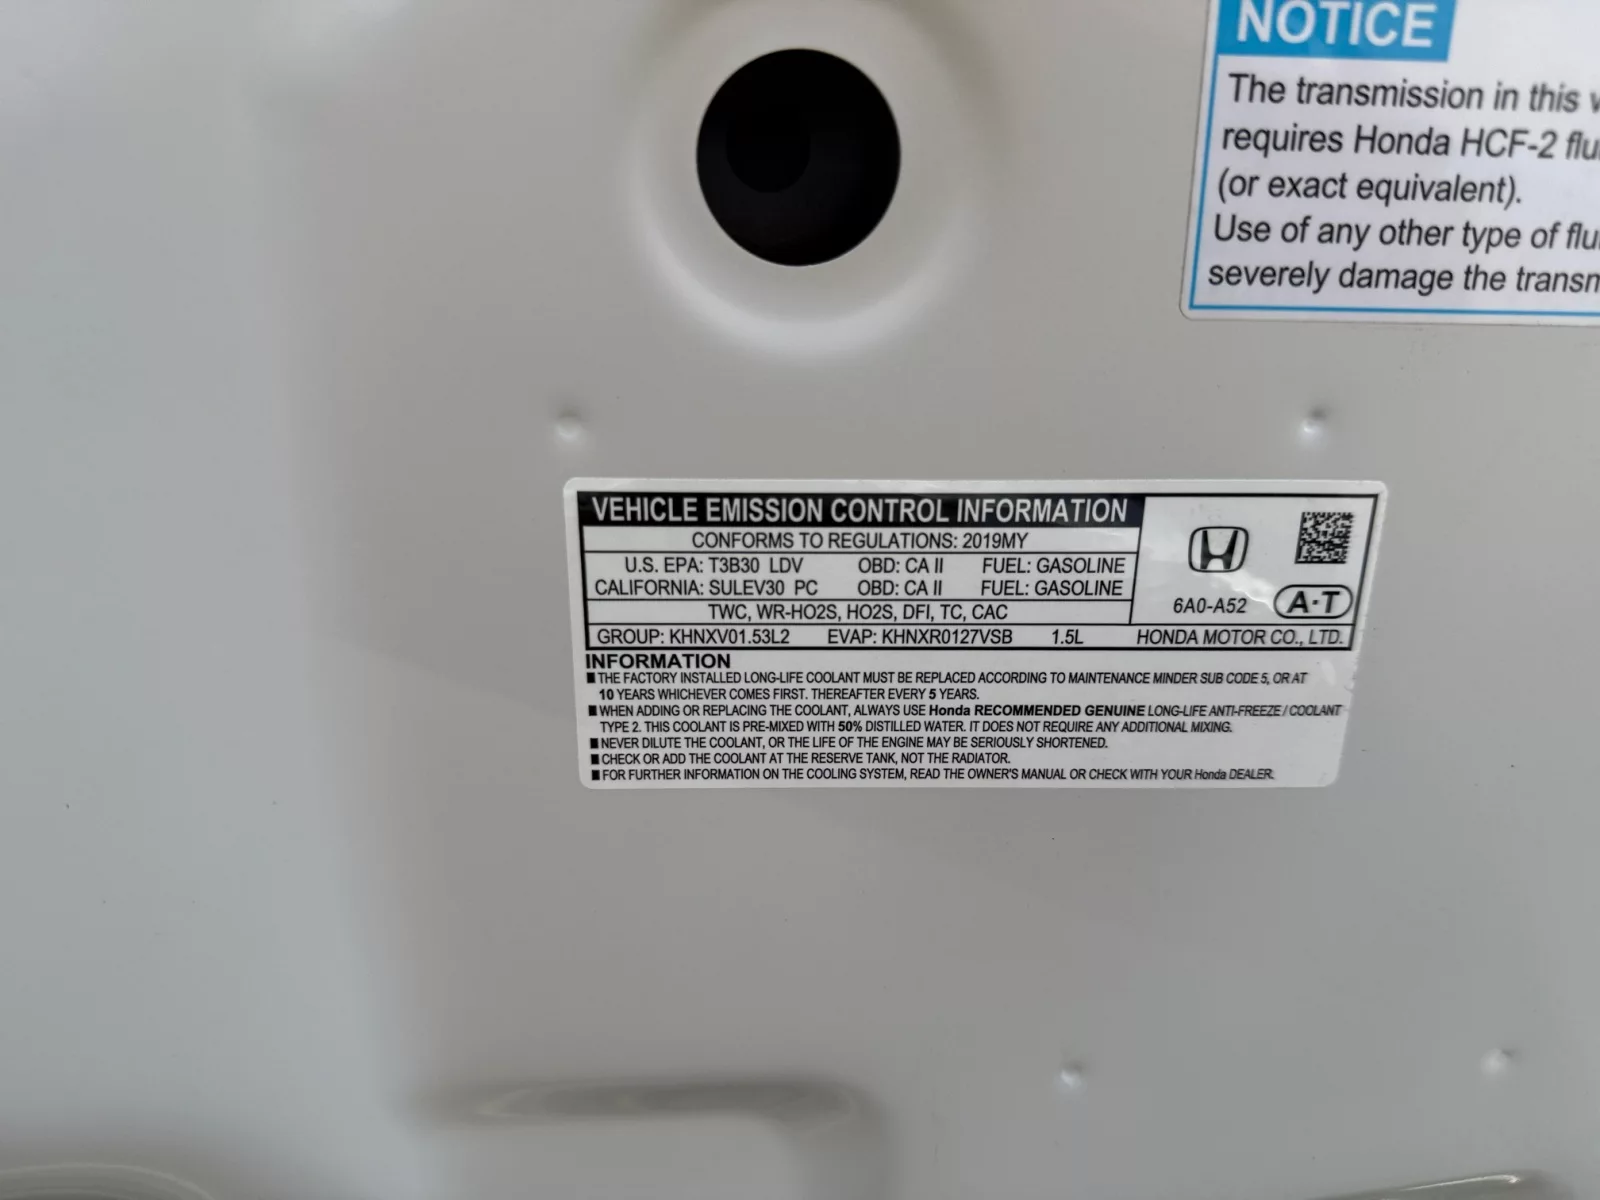 NOTICE
The transmission in this
requires Honda HCF-2
(or exact equivalent).
Use of any other type of
severely damage the
VEHICLE EMISSION CONTROL INFORMATION
CONFORMS TO REGULATIONS: 2019MY
U.S. EPA: T3B30 LDV OBD: CA II FUEL: GASOLINE
CALIFORNIA: SULEV30 PC OBD: CA II FUEL: GASOLINE
TWC, WR-HO2S, HO2S, DFI, TC, CAC
6A0-A52 A·T
GROUP: KHNXV01.53L2 EVAP: KHNXR0127VSB 1.5L HONDA MOTOR CO., LTD.
INFORMATION
■ THE FACTORY INSTALLED LONG-LIFE COOLANT MUST BE REPLACED ACCORDING TO MAINTENANCE MINDER SUB CODE 5, OR AT
10 YEARS WHICHEVER COMES FIRST. THEREAFTER EVERY 5 YEARS.
■ WHEN ADDING OR REPLACING THE COOLANT, ALWAYS USE Honda RECOMMENDED GENUINE LONG-LIFE ANTI-FREEZE / COOLANT
TYPE 2. THIS COOLANT IS PRE-MIXED WITH 50% DISTILLED WATER. IT DOES NOT REQUIRE ANY ADDITIONAL MIXING.
■ NEVER DILUTE THE COOLANT, OR THE LIFE OF THE ENGINE MAY BE SERIOUSLY SHORTENED.
■ CHECK OR ADD THE COOLANT AT THE RESERVE TANK, NOT THE RADIATOR.
■ FOR FURTHER INFORMATION ON THE COOLING SYSTEM, READ THE OWNER'S MANUAL OR CHECK WITH YOUR Honda DEALER.